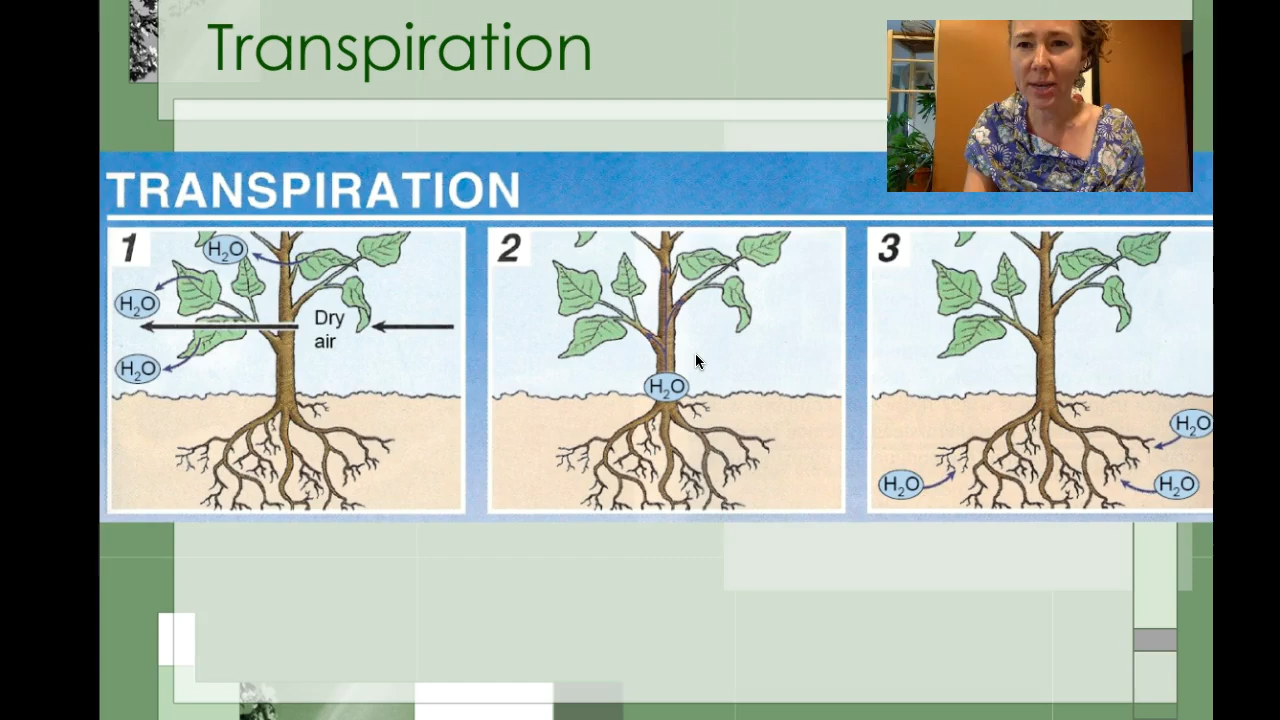 Transpiration
TRANSPIRATION
1
H₂O
H₂O
Dry
air
H₂O
2
H₂O
3
H₂O
H₂O
H₂O